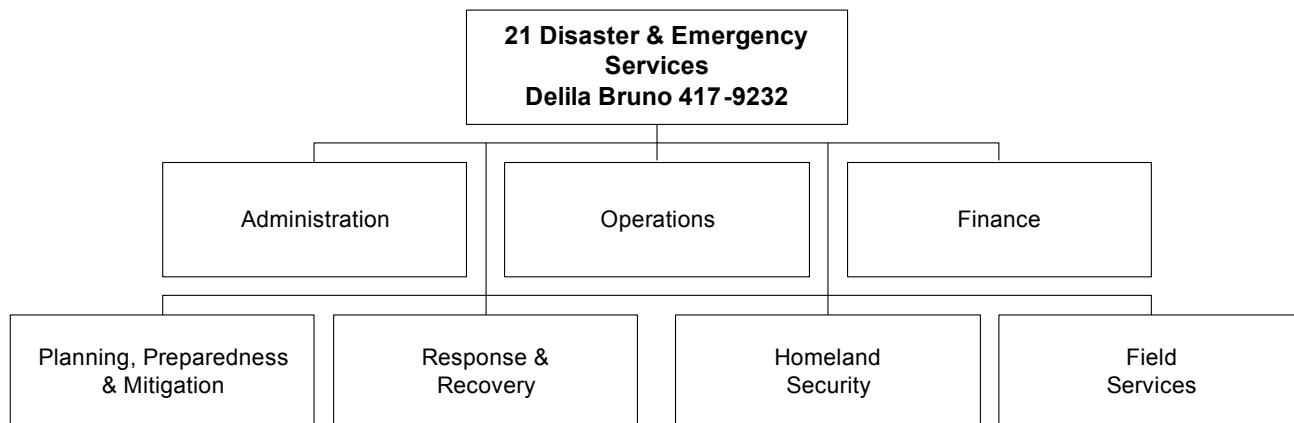 21 Disaster & Emergency
Services
Delila Bruno 417-9232
Administration
Operations
Finance
Planning, Preparedness
& Mitigation
Response &
Recovery
Homeland
Security
Field
Services